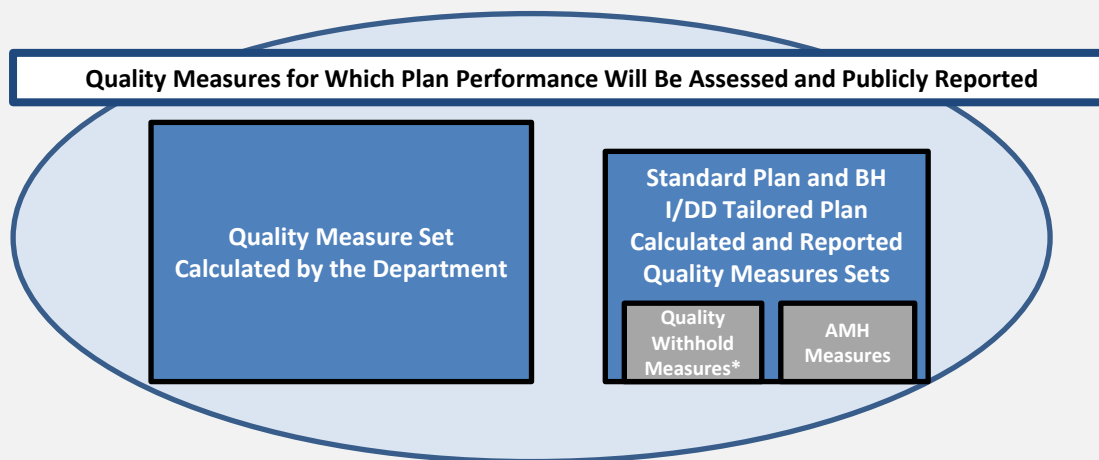 Quality Measures for Which Plan Performance Will Be Assessed and Publicly Reported
Quality Measure Set
Calculated by the Department
Standard Plan and BH
I/DD Tailored Plan
Calculated and Reported
Quality Measures Sets
Quality
Withhold
Measures*
AMH
Measures